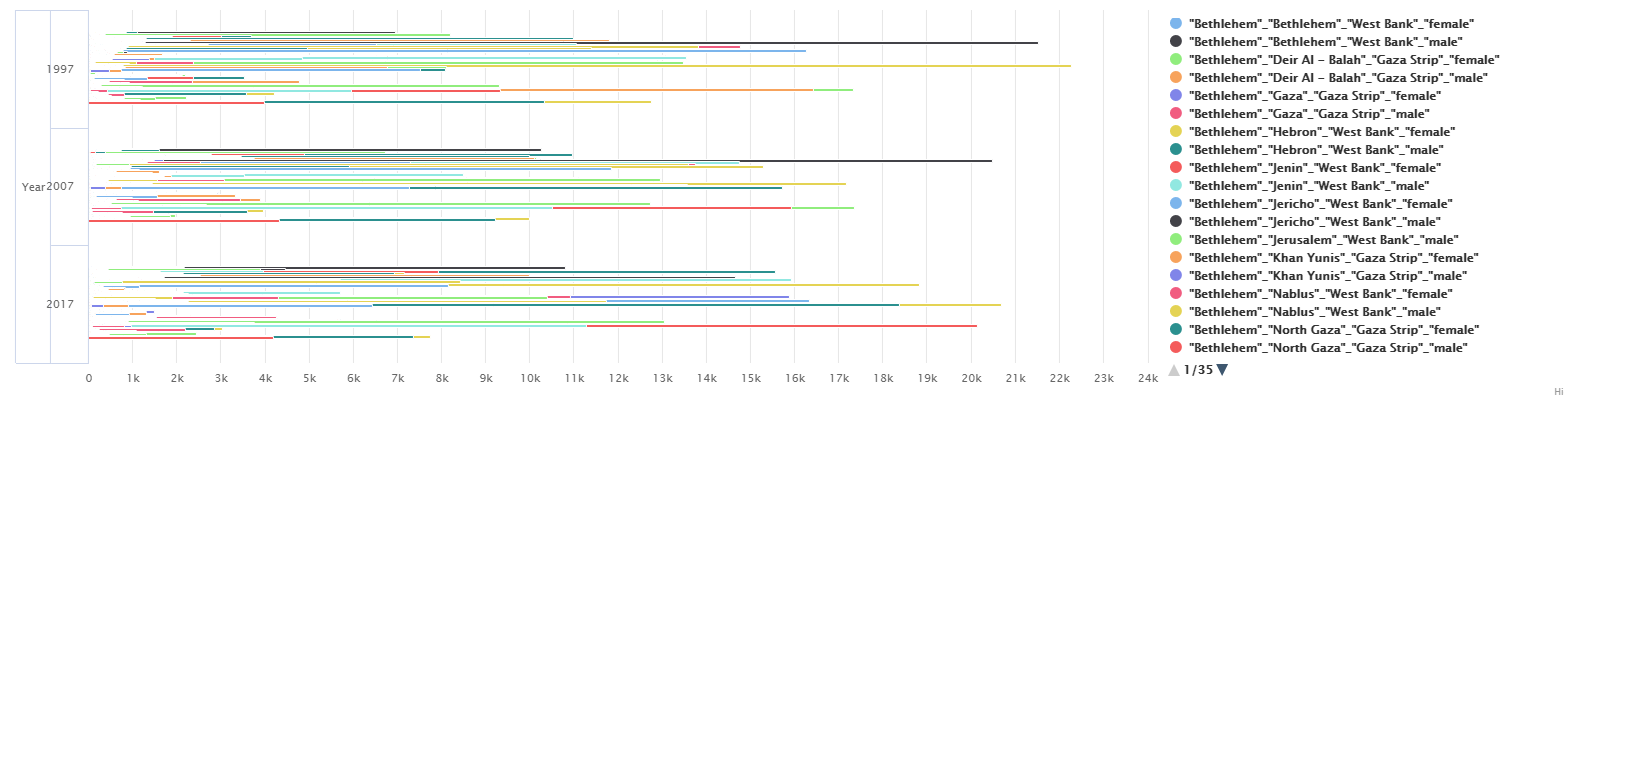 Year
1997
2007
2017
0 1k 2k 3k 4k 5k 6k 7k 8k 9k 10k 11k 12k 13k 14k 15k 16k 17k 18k 19k 20k 21k 22k 23k 24k
"Bethlehem"_"Bethlehem"_"West Bank"_"female"
"Bethlehem"_"Bethlehem"_"West Bank"_"male"
"Bethlehem"_"Deir Al - Balah"_"Gaza Strip"_"female"
"Bethlehem"_"Deir Al - Balah"_"Gaza Strip"_"male"
"Bethlehem"_"Gaza"_"Gaza Strip"_"female"
"Bethlehem"_"Gaza"_"Gaza Strip"_"male"
"Bethlehem"_"Hebron"_"West Bank"_"female"
"Bethlehem"_"Hebron"_"West Bank"_"male"
"Bethlehem"_"Jenin"_"West Bank"_"female"
"Bethlehem"_"Jenin"_"West Bank"_"male"
"Bethlehem"_"Jericho"_"West Bank"_"female"
"Bethlehem"_"Jericho"_"West Bank"_"male"
"Bethlehem"_"Jerusalem"_"West Bank"_"male"
"Bethlehem"_"Khan Yunis"_"Gaza Strip"_"female"
"Bethlehem"_"Khan Yunis"_"Gaza Strip"_"male"
"Bethlehem"_"Nablus"_"West Bank"_"female"
"Bethlehem"_"Nablus"_"West Bank"_"male"
"Bethlehem"_"North Gaza"_"Gaza Strip"_"female"
"Bethlehem"_"North Gaza"_"Gaza Strip"_"male"
1/35
Hi